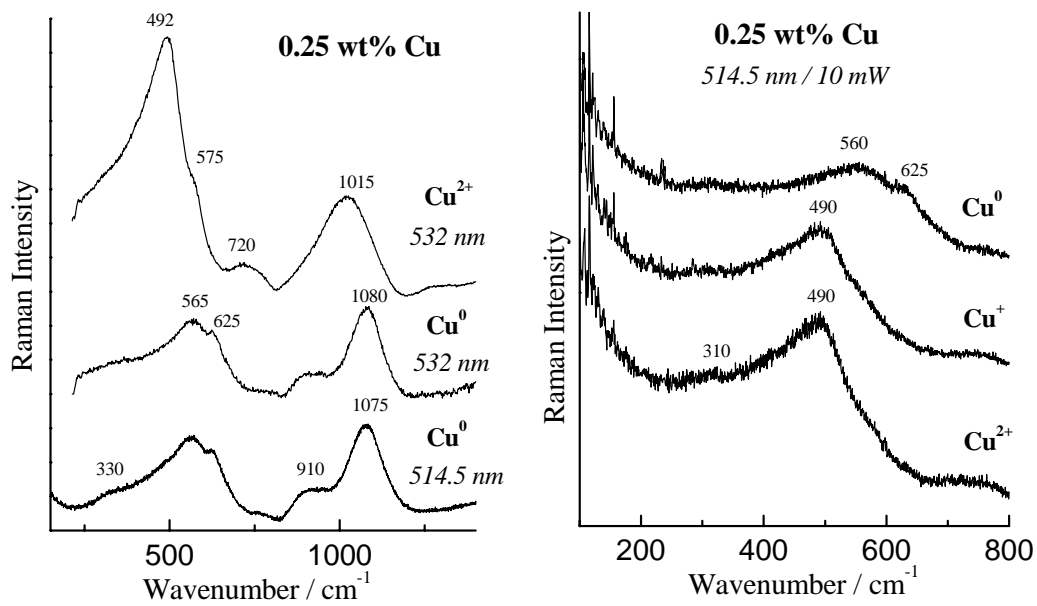 492
0.25 wt% Cu
575
1015
Cu²⁺
532 nm
720
1080
565
625
Cu⁰
532 nm
1075
Cu⁰
330
910
514.5 nm
500
1000
Wavenumber / cm⁻¹
Raman Intensity
0.25 wt% Cu
514.5 nm / 10 mW
560
625
Cu⁰
490
490
Cu⁺
310
Cu²⁺
200
400
600
800
Wavenumber / cm⁻¹
Raman Intensity